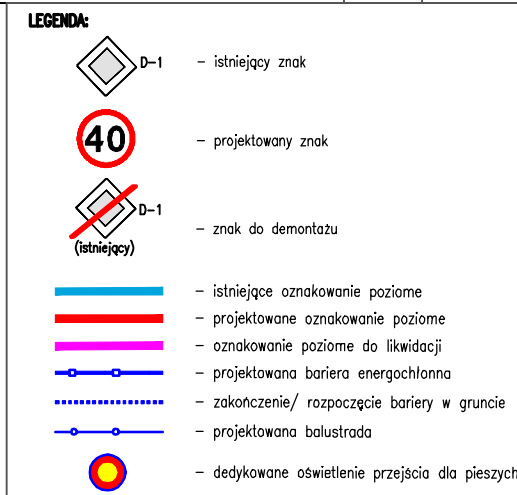 LEGENDA:
D-1 – istniejący znak
40 – projektowany znak
D-1
(istniejący) – znak do demontażu
– istniejące oznakowanie poziome
– projektowane oznakowanie poziome
– oznakowanie poziome do likwidacji
– projektowana bariera energochłonna
– zakończenie/ rozpoczęcie bariery w gruncie
– projektowana balustrada
– dedykowane oświetlenie przejścia dla pieszych